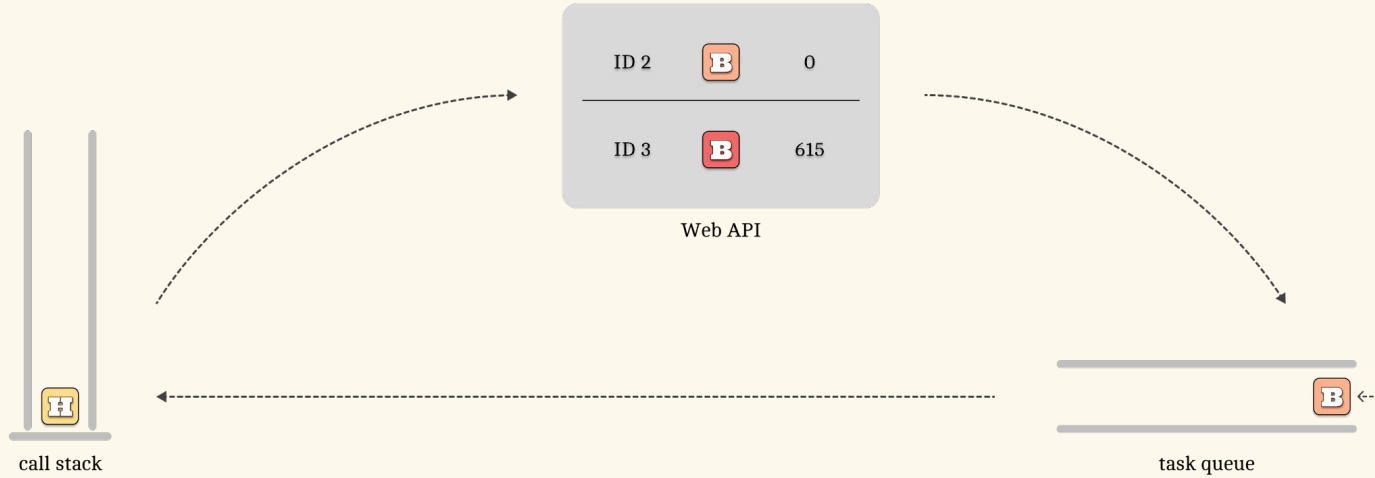 ID 2 B 0
ID 3 B 615
Web API
H
B
call stack
task queue